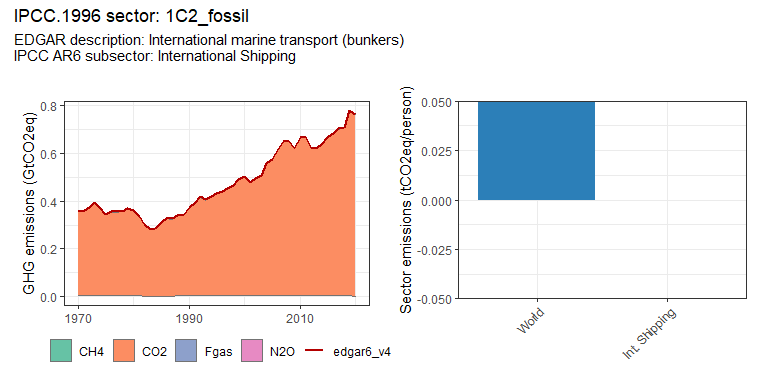 IPCC.1996 sector: 1C2_fossil
EDGAR description: International marine transport (bunkers)
IPCC AR6 subsector: International Shipping
GHG emissions (GtCO2eq)
0.8
0.6
0.4
0.2
0.0
1970
1990
2010
CH4
CO2
Fgas
N2O
edgar6_v4
Sector emissions (tCO2eq/person)
0.050
0.025
0.000
-0.025
-0.050
World
Int. Shipping